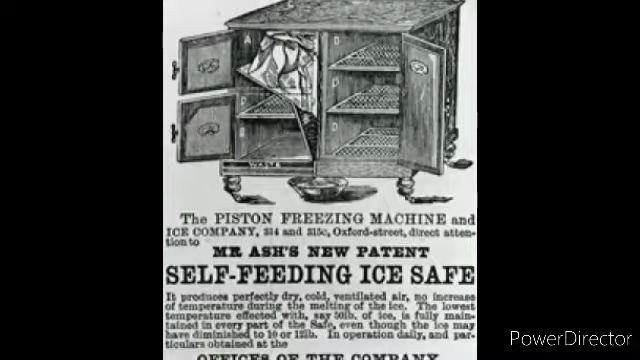 A
D
D
D
B
WATER
The PISTON FREEZING MACHINE and
ICE COMPANY, 314 and 315c, Oxford-street, direct atten-
tion to
MR ASH'S NEW PATENT
SELF-FEEDING ICE SAFE
It produces perfectly dry, cold, ventilated air, no increase
of temperature during the melting of the ice. The lowest
temperature effected with, say 50lb. of ice, is fully main-
tained in every part of the Safe, even though the ice may
have diminished to 10 or 12lb. In operation daily, and par-
ticulars obtained at the
OFFICES OF THE COMPANY
PowerDirector